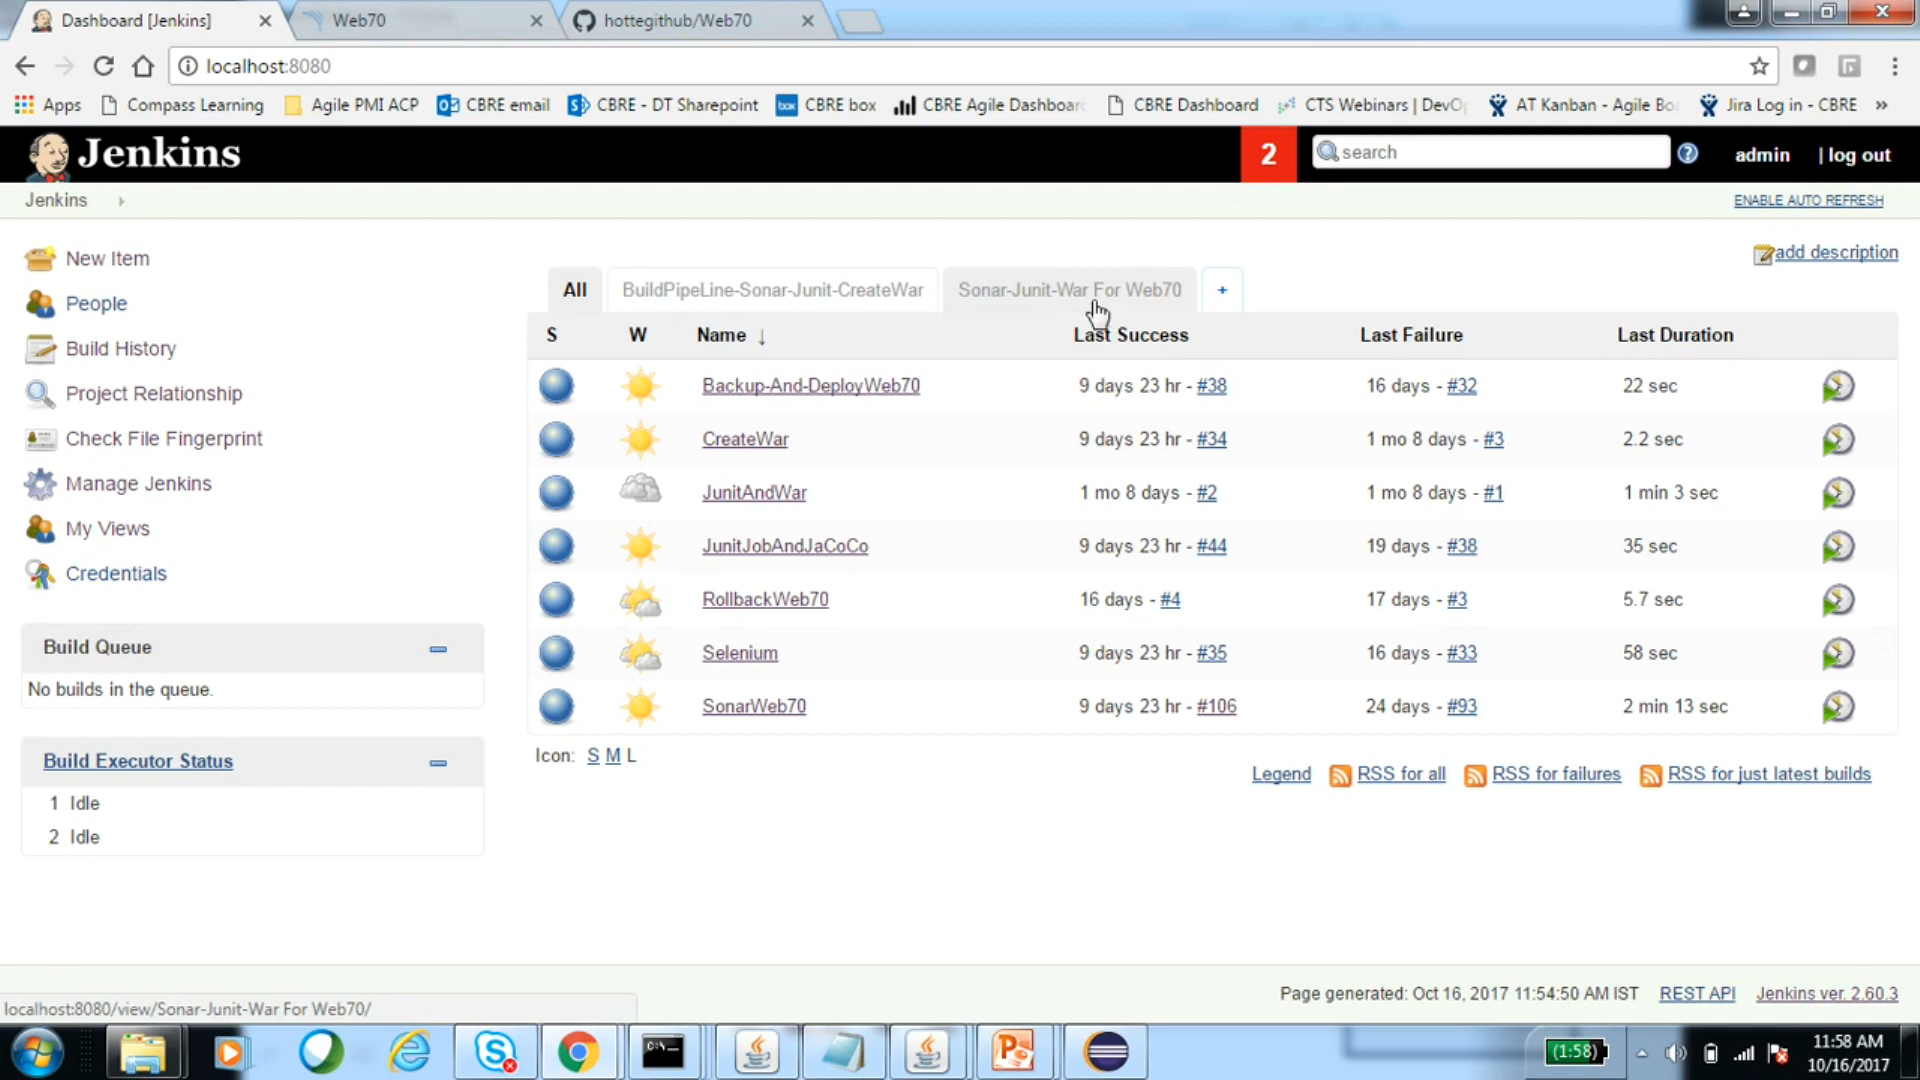 Dashboard [Jenkins]
Web70
hottegithub/Web70
localhost:8080
Apps
Compass Learning
Agile PMI ACP
CBRE email
CBRE - DT Sharepoint
CBRE box
CBRE Agile Dashboar
CBRE Dashboard
CTS Webinars | DevO
AT Kanban - Agile Bo
Jira Log in - CBRE
»
Jenkins
2
search
admin
| log out
Jenkins
ENABLE AUTO REFRESH
New Item
People
Build History
Project Relationship
Check File Fingerprint
Manage Jenkins
My Views
Credentials
Build Queue
No builds in the queue.
Build Executor Status
1 Idle
2 Idle
add description
All
BuildPipeLine-Sonar-Junit-CreateWar
Sonar-Junit-War For Web70
+
S W Name ↓ Last Success Last Failure Last Duration
Backup-And-DeployWeb70 9 days 23 hr - #38 16 days - #32 22 sec
CreateWar 9 days 23 hr - #34 1 mo 8 days - #3 2.2 sec
JunitAndWar 1 mo 8 days - #2 1 mo 8 days - #1 1 min 3 sec
JunitJobAndJaCoCo 9 days 23 hr - #44 19 days - #38 35 sec
RollbackWeb70 16 days - #4 17 days - #3 5.7 sec
Selenium 9 days 23 hr - #35 16 days - #33 58 sec
SonarWeb70 9 days 23 hr - #106 24 days - #93 2 min 13 sec
Icon: S M L
Legend RSS for all RSS for failures RSS for just latest builds
Page generated: Oct 16, 2017 11:54:50 AM IST REST API Jenkins ver. 2.60.3
localhost:8080/view/Sonar-Junit-War For Web70/
C:\
(1:58)
11:58 AM
10/16/2017